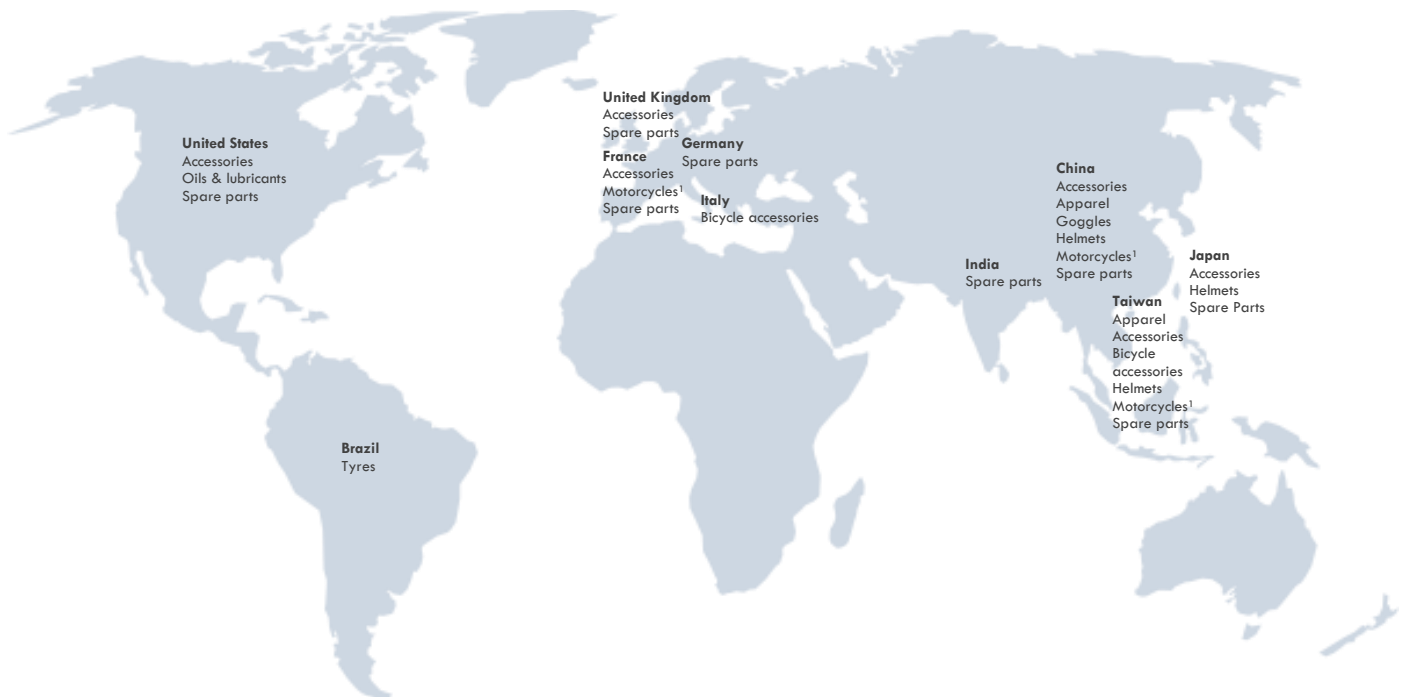 United States
Accessories
Oils & lubricants
Spare parts
Brazil
Tyres
United Kingdom
Accessories
Spare parts
France
Accessories
Motorcycles¹
Spare parts
Germany
Spare parts
Italy
Bicycle accessories
India
Spare parts
China
Accessories
Apparel
Goggles
Helmets
Motorcycles¹
Spare parts
Taiwan
Apparel
Accessories
Bicycle
accessories
Helmets
Motorcycles¹
Spare parts
Japan
Accessories
Helmets
Spare Parts